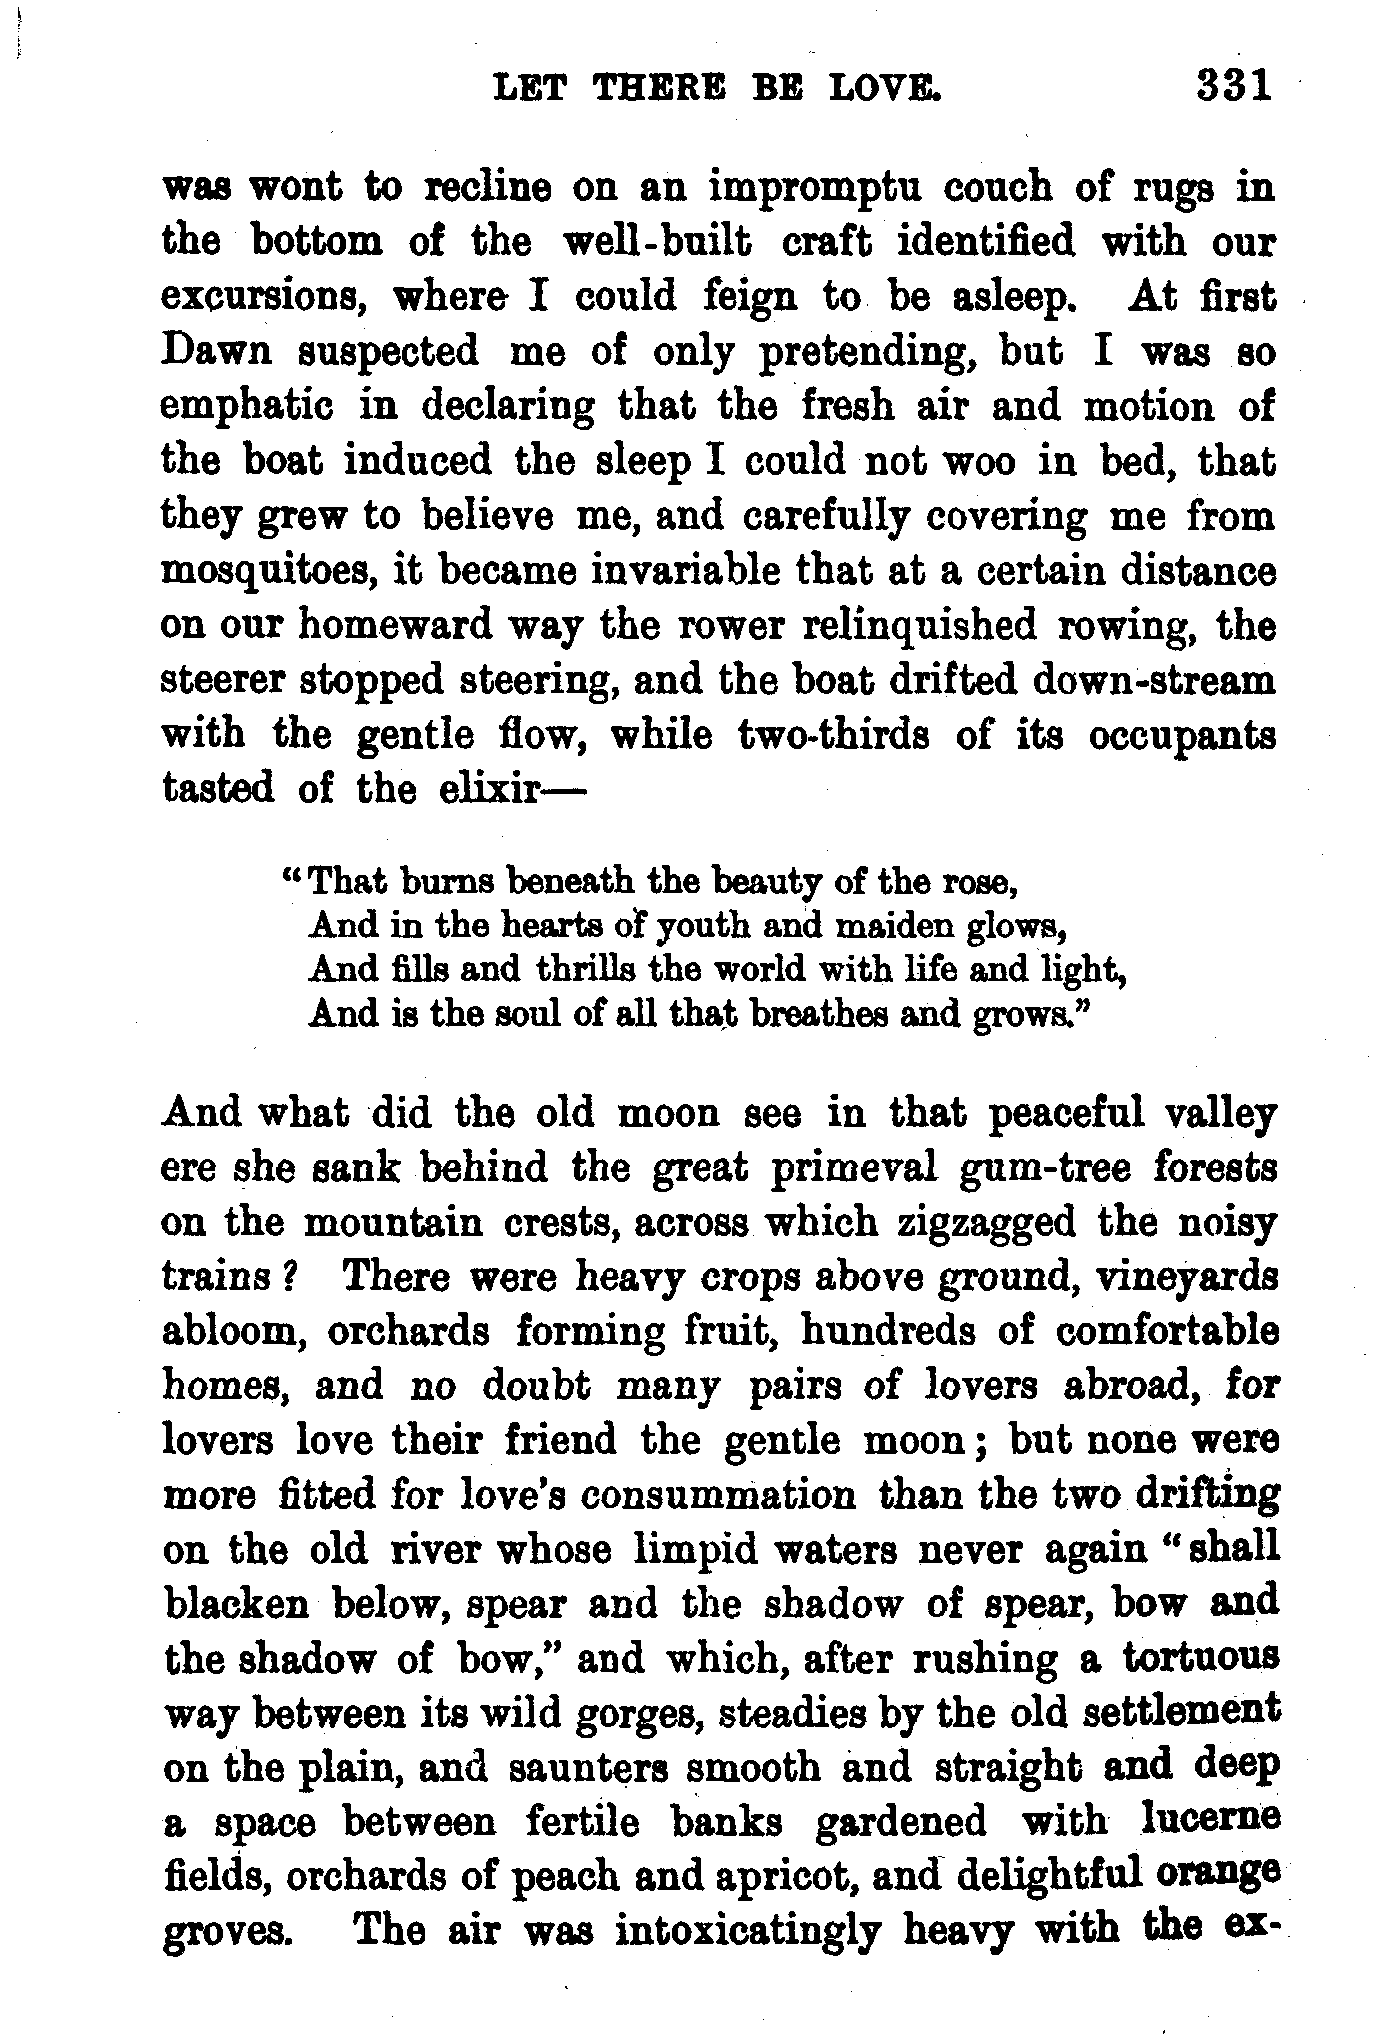 LET THERE BE LOVE. 331
was wont to recline on an impromptu couch of rugs in
the bottom of the well-built craft identified with our
excursions, where I could feign to be asleep. At first
Dawn suspected me of only pretending, but I was so
emphatic in declaring that the fresh air and motion of
the boat induced the sleep I could not woo in bed, that
they grew to believe me, and carefully covering me from
mosquitoes, it became invariable that at a certain distance
on our homeward way the rower relinquished rowing, the
steerer stopped steering, and the boat drifted down-stream
with the gentle flow, while two-thirds of its occupants
tasted of the elixir—
“That burns beneath the beauty of the rose,
And in the hearts of youth and maiden glows,
And fills and thrills the world with life and light,
And is the soul of all that breathes and grows.”
And what did the old moon see in that peaceful valley
ere she sank behind the great primeval gum-tree forests
on the mountain crests, across which zigzagged the noisy
trains? There were heavy crops above ground, vineyards
abloom, orchards forming fruit, hundreds of comfortable
homes, and no doubt many pairs of lovers abroad, for
lovers love their friend the gentle moon; but none were
more fitted for love’s consummation than the two drifting
on the old river whose limpid waters never again “shall
blacken below, spear and the shadow of spear, bow and
the shadow of bow,” and which, after rushing a tortuous
way between its wild gorges, steadies by the old settlement
on the plain, and saunters smooth and straight and deep
a space between fertile banks gardened with lucerne
fields, orchards of peach and apricot, and delightful orange
groves. The air was intoxicatingly heavy with the ex-